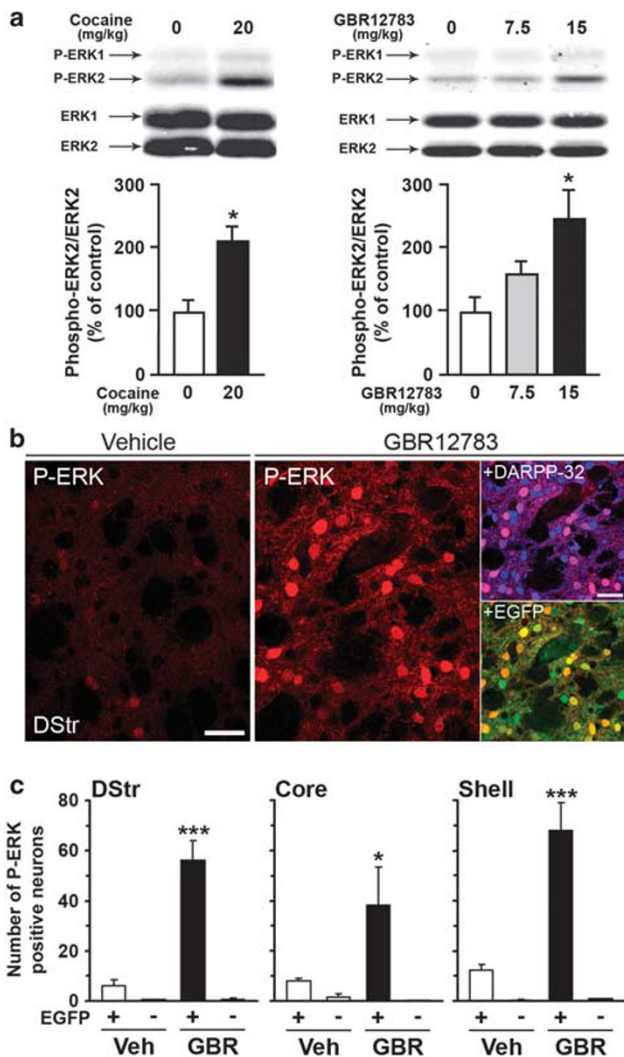 a
Cocaine
(mg/kg)
0 20
P-ERK1
P-ERK2
ERK1
ERK2
Phospho-ERK2/ERK2
(% of control)
300
200
100
0
*
Cocaine
(mg/kg)
0 20
GBR12783
(mg/kg)
0 7.5 15
P-ERK1
P-ERK2
ERK1
ERK2
Phospho-ERK2/ERK2
(% of control)
300
200
100
0
*
GBR12783
(mg/kg)
0 7.5 15
b
Vehicle
GBR12783
P-ERK
DStr
P-ERK
+DARPP-32
+EGFP
c
Number of P-ERK
positive neurons
80
60
40
20
0
DStr
***
Core
*
Shell
***
EGFP + - + - + - + - + - + -
Veh GBR Veh GBR Veh GBR